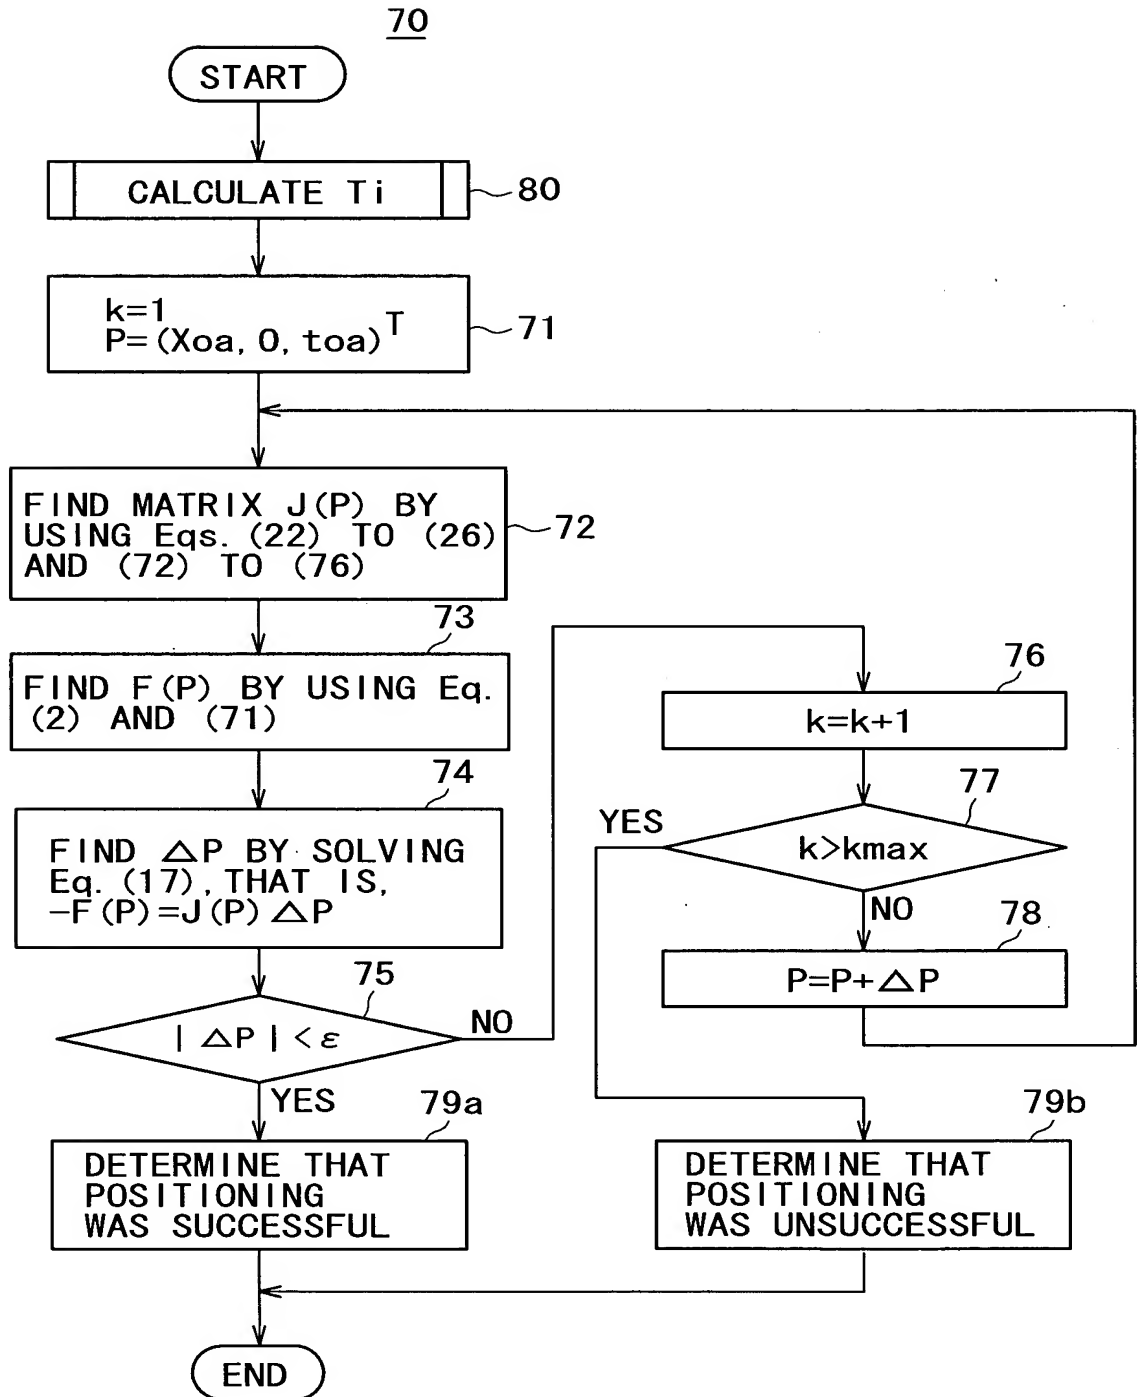 70
START
CALCULATE Ti
80
k=1
P=(Xoa, 0, toa)T
71
FIND MATRIX J(P) BY
USING Eqs. (22) TO (26)
AND (72) TO (76)
72
73
FIND F(P) BY USING Eq.
(2) AND (71)
74
FIND △P BY SOLVING
Eq. (17), THAT IS,
-F(P)=J(P)△P
75
| △P | < ε
NO
YES
76
k=k+1
77
YES
k>kmax
NO
78
P=P+△P
79a
DETERMINE THAT
POSITIONING
WAS SUCCESSFUL
79b
DETERMINE THAT
POSITIONING
WAS UNSUCCESSFUL
END